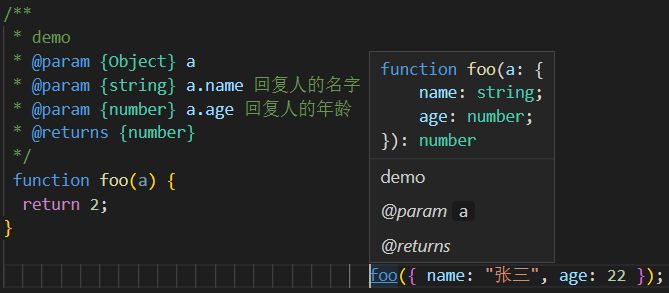 /**
 * demo
 * @param {Object} a
 * @param {string} a.name 回复人的名字
 * @param {number} a.age 回复人的年龄
 * @returns {number}
 */
function foo(a) {
 return 2;
}
function foo(a: {
    name: string;
    age: number;
}): number
demo
@param a
@returns
foo({ name: "张三", age: 22 });